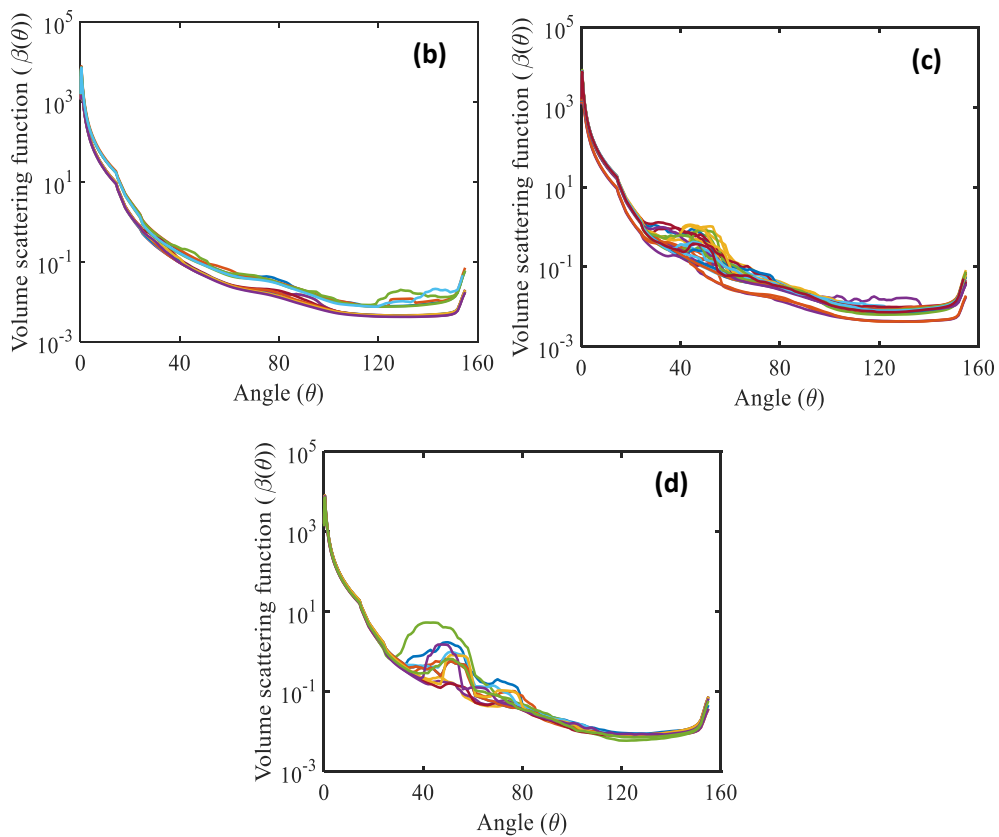 (b)
Volume scattering function ( β(θ))
10^5
10^3
10^1
10^-1
10^-3
0 40 80 120 160
Angle (θ)
(c)
Volume scattering function ( β(θ))
10^5
10^3
10^1
10^-1
10^-3
0 40 80 120 160
Angle (θ)
(d)
Volume scattering function ( β(θ))
10^5
10^3
10^1
10^-1
10^-3
0 40 80 120 160
Angle (θ)